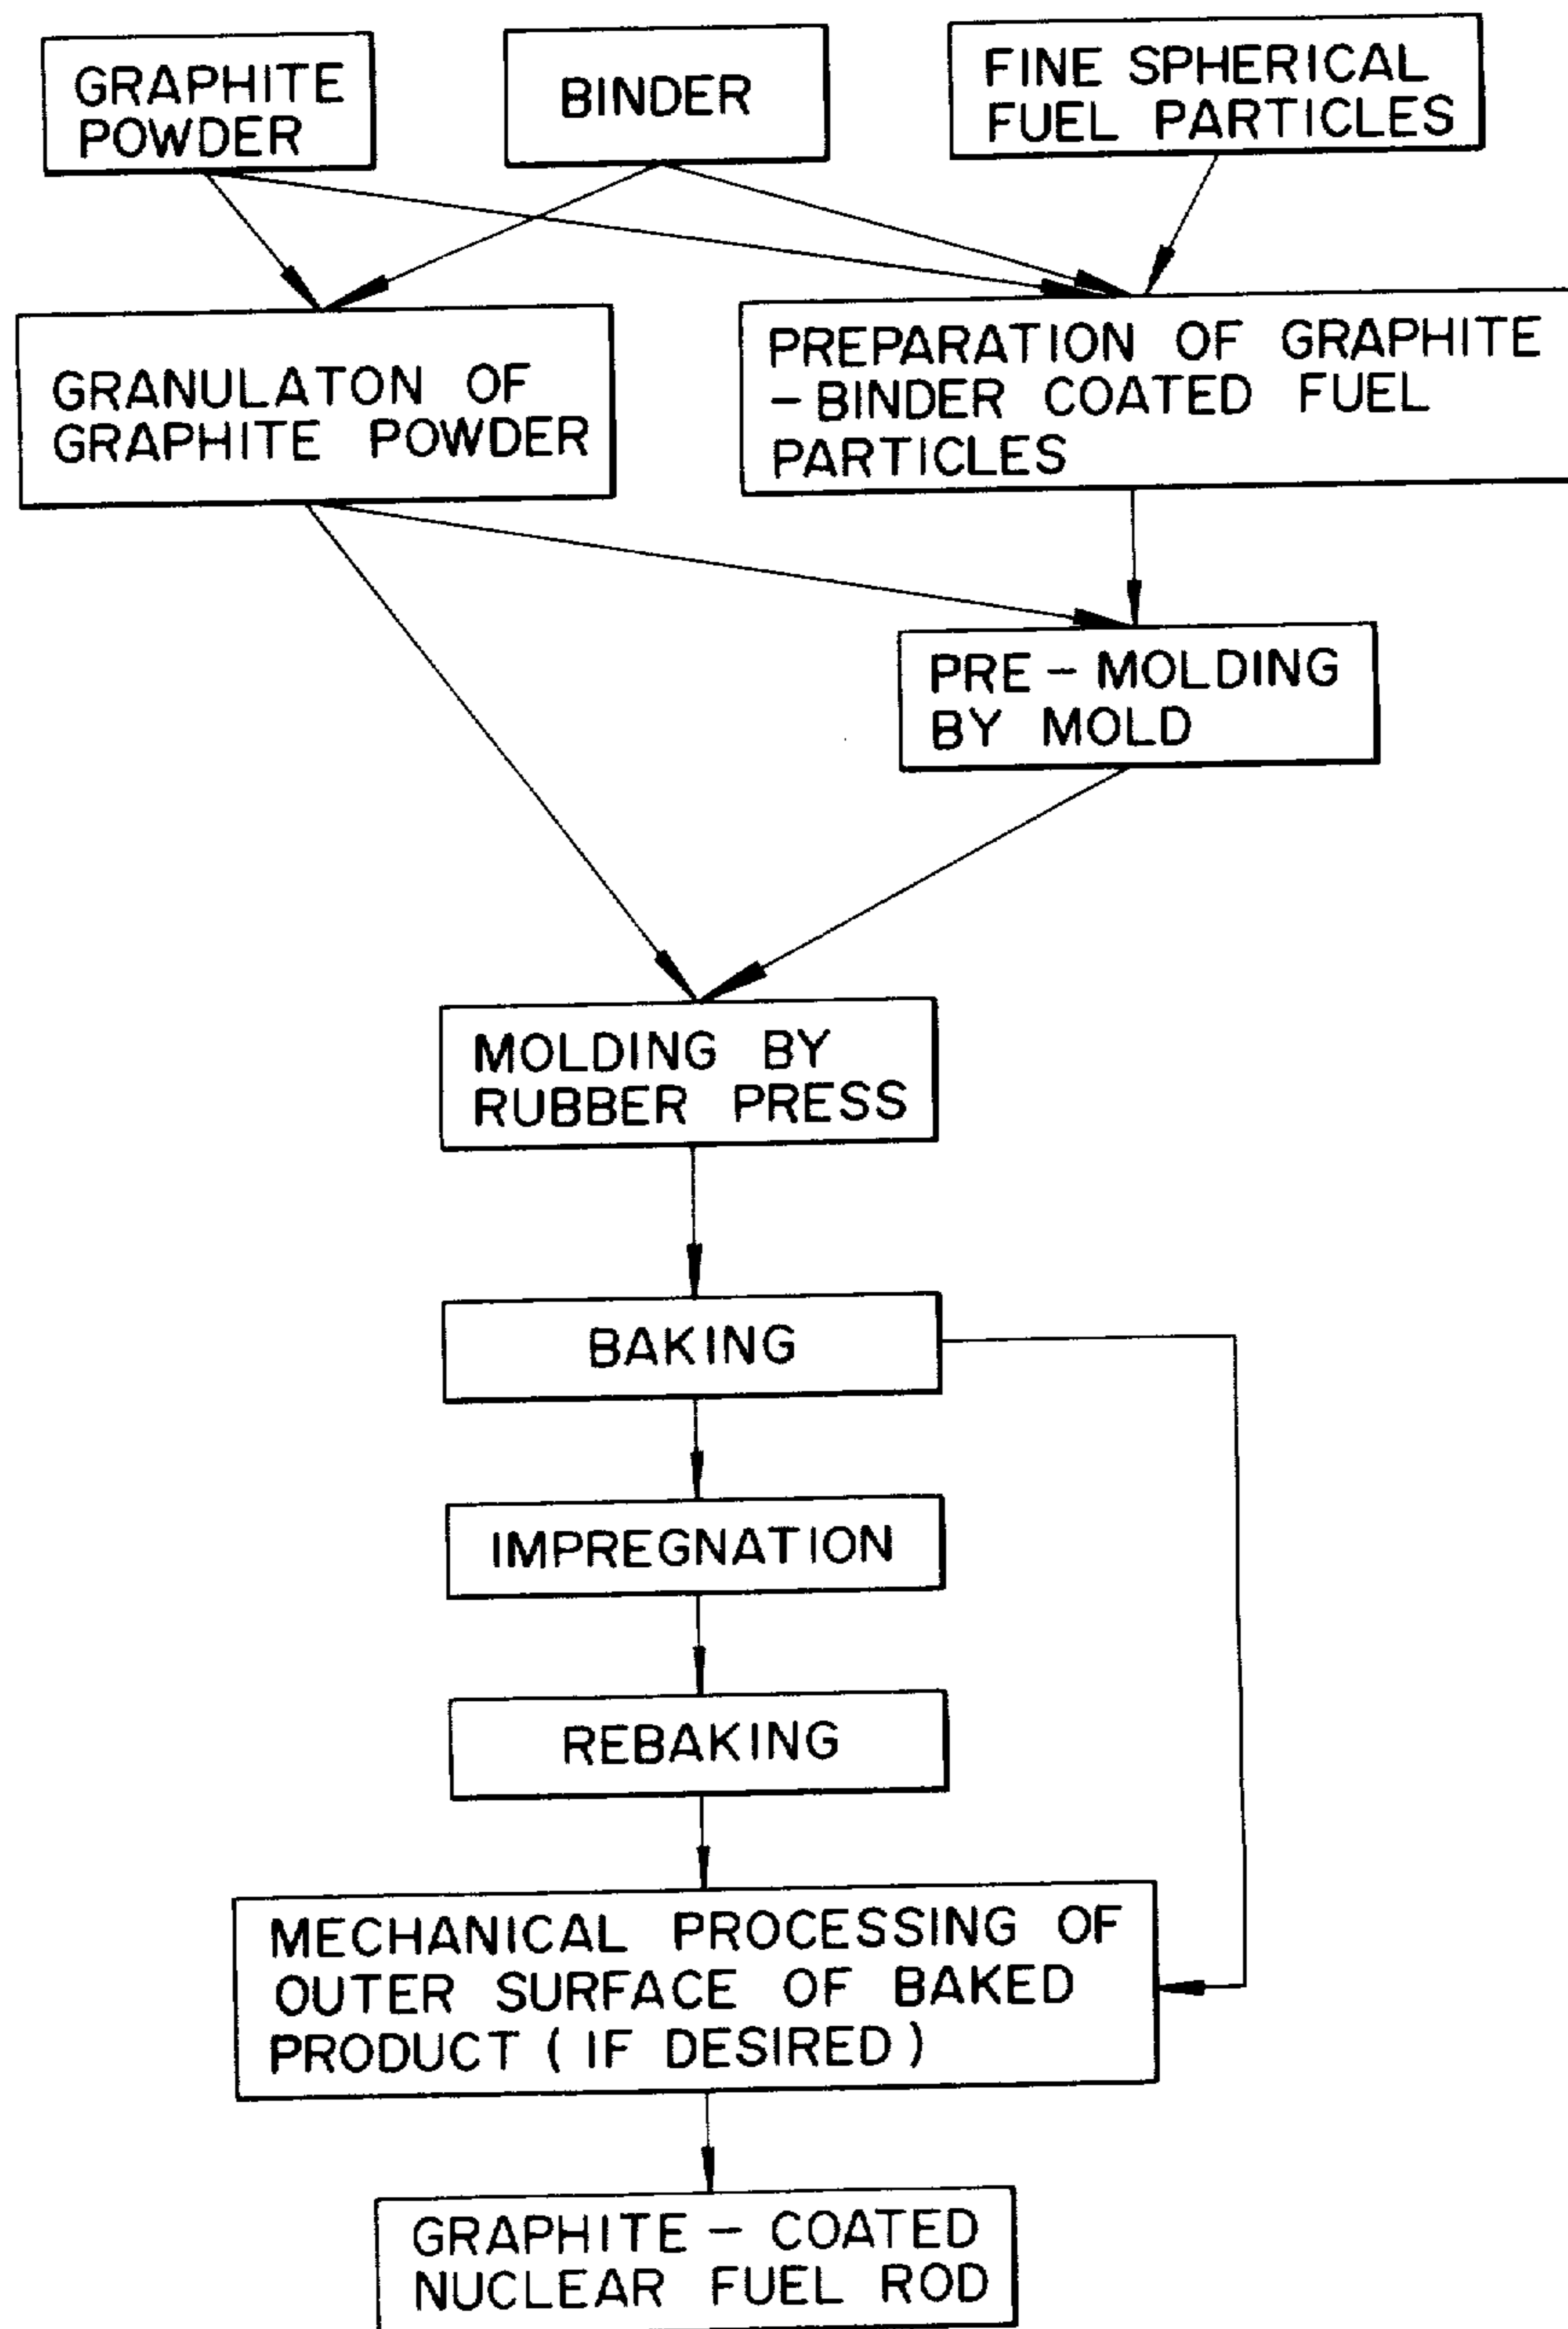 GRAPHITE
POWDER
BINDER
FINE SPHERICAL
FUEL PARTICLES
GRANULATON OF
GRAPHITE POWDER
PREPARATION OF GRAPHITE
-BINDER COATED FUEL
PARTICLES
PRE-MOLDING
BY MOLD
MOLDING BY
RUBBER PRESS
BAKING
IMPREGNATION
REBAKING
MECHANICAL PROCESSING OF
OUTER SURFACE OF BAKED
PRODUCT (IF DESIRED)
GRAPHITE-COATED
NUCLEAR FUEL ROD